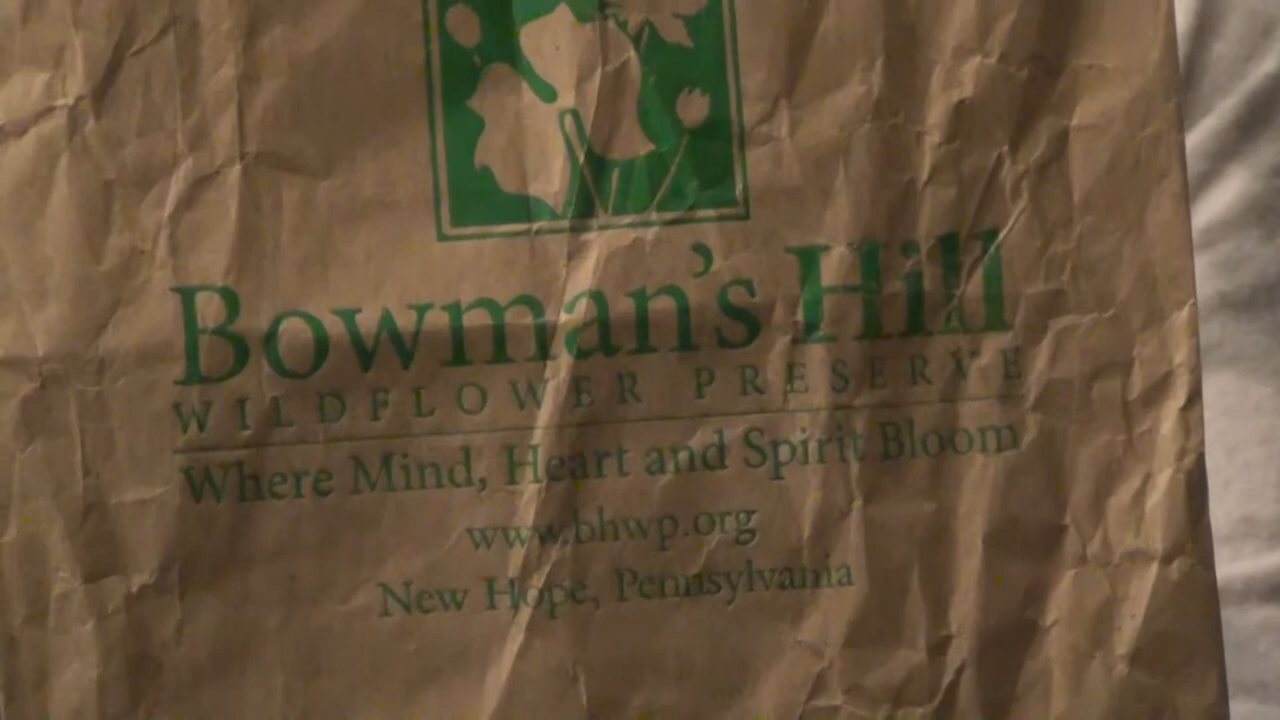 Bowman's Hill
WILDFLOWER PRESERVE
Where Mind, Heart and Spirit Bloom
www.bhwp.org
New Hope, Pennsylvania